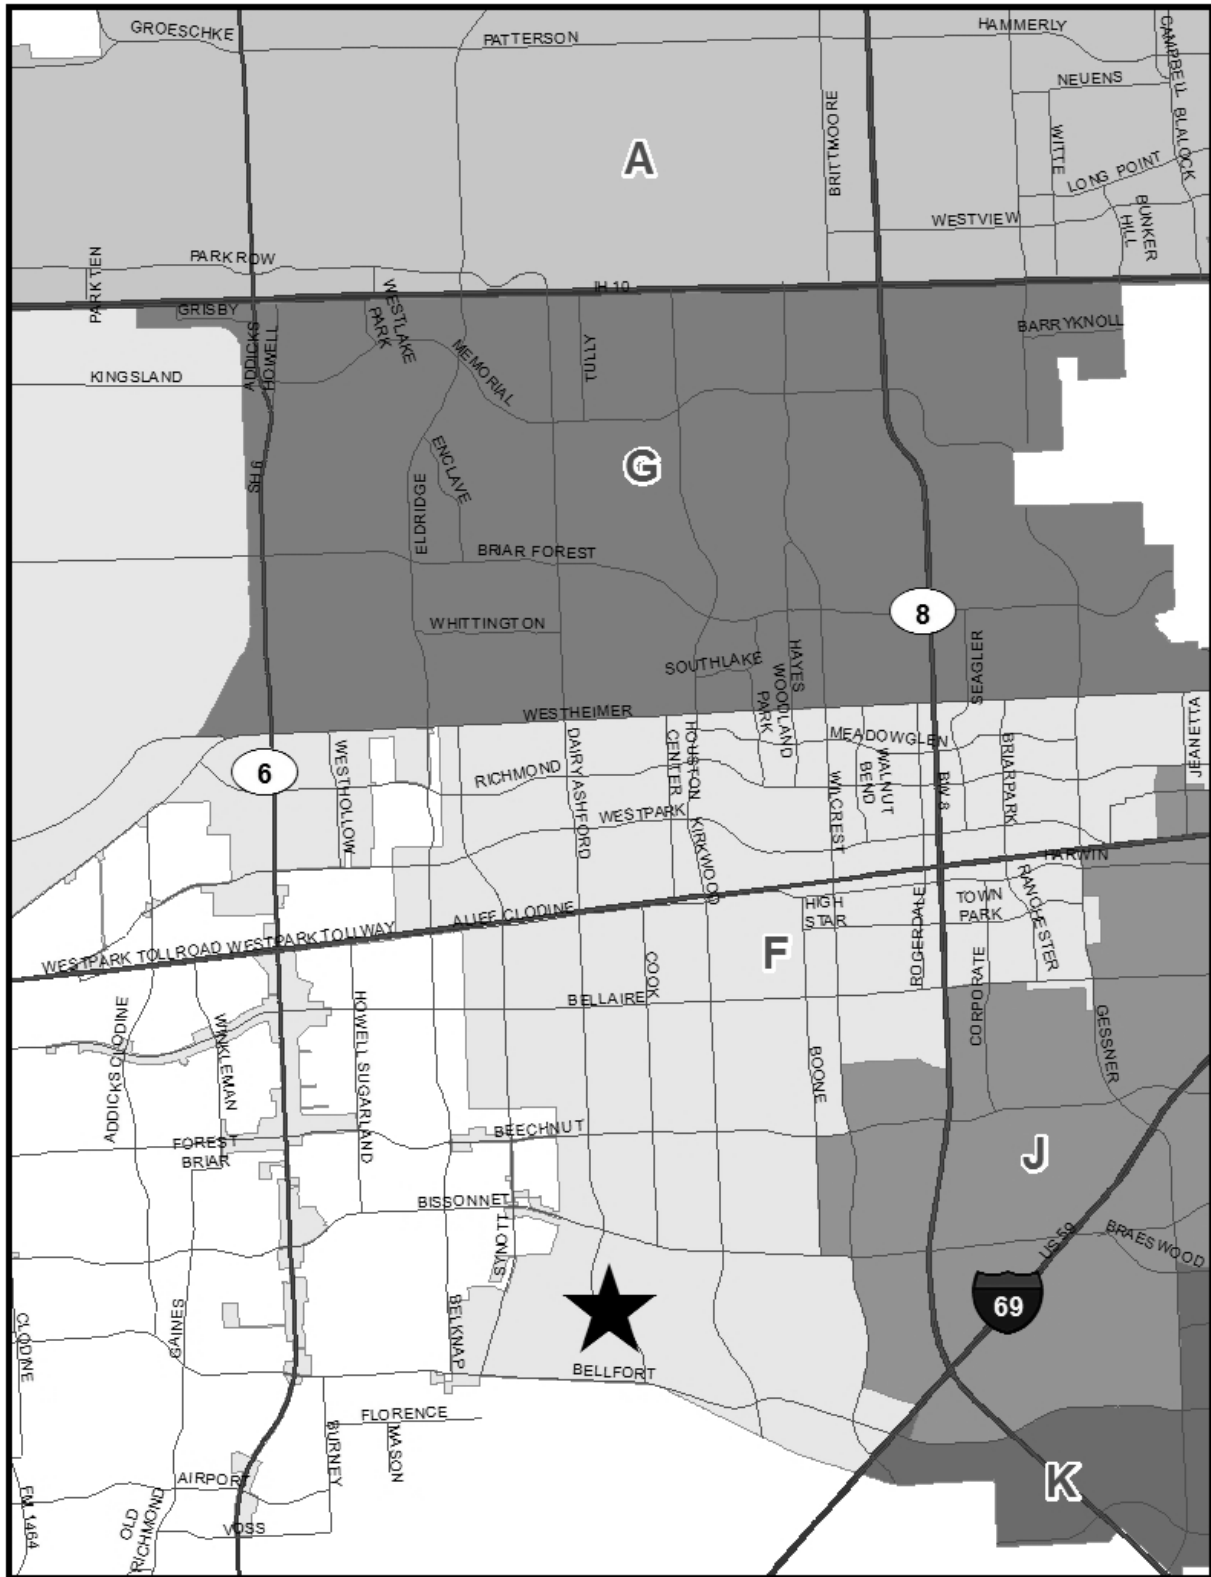 GROESCHKE
PATTERSON
HAMMERLY
CAMPBELL
NEUENS
BLALOCK
BRITTMOORE
WITTE
A
LONG POINT
WESTVIEW
BUNKER
HILL
PARK ROW
PARK TEN
IH 10
GRISBY
WESTLAKE
PARK
ADDICKS
HOWELL
BARRYKNOLL
TULLY
MEMORIAL
KINGSLAND
ENCLAVE
G
SH 6
ELDRIDGE
BRIAR FOREST
8
WHITTINGTON
SEAGLER
SOUTHLAKE
HAYES
WOODLAND
PARK
WESTHEIMER
JEANETTA
DAIRY ASHFORD
HOUSTON
CENTER
MEADOWGLEN
BRIARPARK
WESTHOLLOW
6
RICHMOND
WALNUT
BEND
BW 8
WILCREST
WESTPARK
KIRKWOOD
HARWIN
RANCHESTER
TOWN
PARK
HIGH
STAR
ROGERDALE
ALIEF CLODINE
WESTPARK TOLLROAD
WESTPARK TOLLWAY
F
COOK
CORPORATE
BELLAIRE
HOWELL SUGARLAND
ADDICKS CLODINE
WINKLEMAN
GESSNER
BOONE
BEECHNUT
FOREST
BRIAR
J
BISSONNET
SYNOTT
US 59
BRAESWOOD
69
GAINES
BELKNAP
CLODINE
BELLFORT
FLORENCE
BURNEY
MASON
AIRPORT
K
OLD
RICHMOND
FM 1464
VOSS